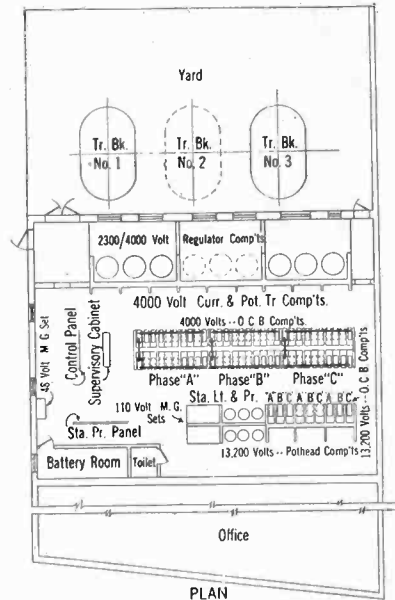 Yard
Tr. Bk.
No. 1
Tr. Bk.
No. 2
Tr. Bk.
No. 3
2300/4000 Volt
Regulator Comp'ts.
4000 Volt Curr. & Pot. Tr Comp'ts.
4000 Volts--O C B Comp'ts.
48 Volt M G Set
Control Panel
Supervisory Cabinet
Phase "A"
Phase "B"
Phase "C"
110 Volt M. G.
Sets
Sta. Lt. & Pr.
A B C A B C A B C
13,200 Volts -- O C B Comp'ts
Sta. Pr. Panel
13,200 Volts -- Pothead Comp'ts
Battery Room
Toilet
Office
PLAN